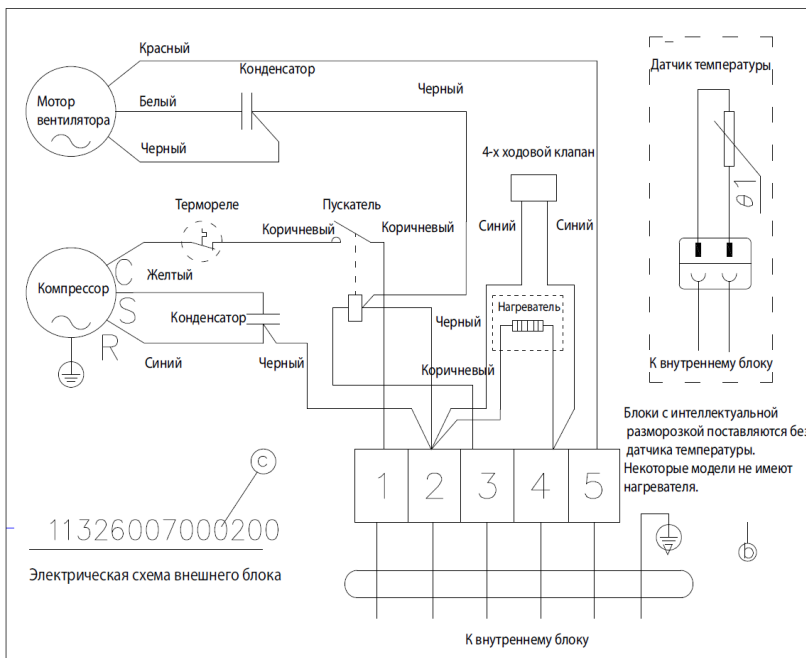 Красный
Конденсатор
Мотор
вентилятора
Белый
Черный
Черный
Датчик температуры
4-х ходовой клапан
Термореле
Пускатель
Коричневый
Коричневый
Синий
Синий
Компрессор
C
Желтый
S
Конденсатор
R
Синий
Черный
Черный
Нагреватель
Коричневый
θ1
К внутреннему блоку
Блоки с интеллектуальной
разморозкой поставляются без
датчика температуры.
Некоторые модели не имеют
нагревателя.
1 2 3 4 5
c
11326007000200
b
Электрическая схема внешнего блока
К внутреннему блоку